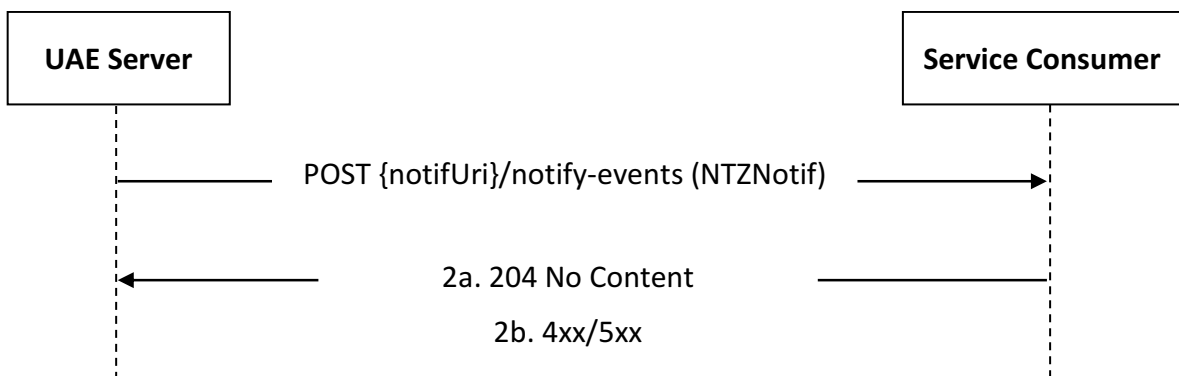 UAE Server
Service Consumer
POST {notifUri}/notify-events (NTZNotif)
2a. 204 No Content
2b. 4xx/5xx